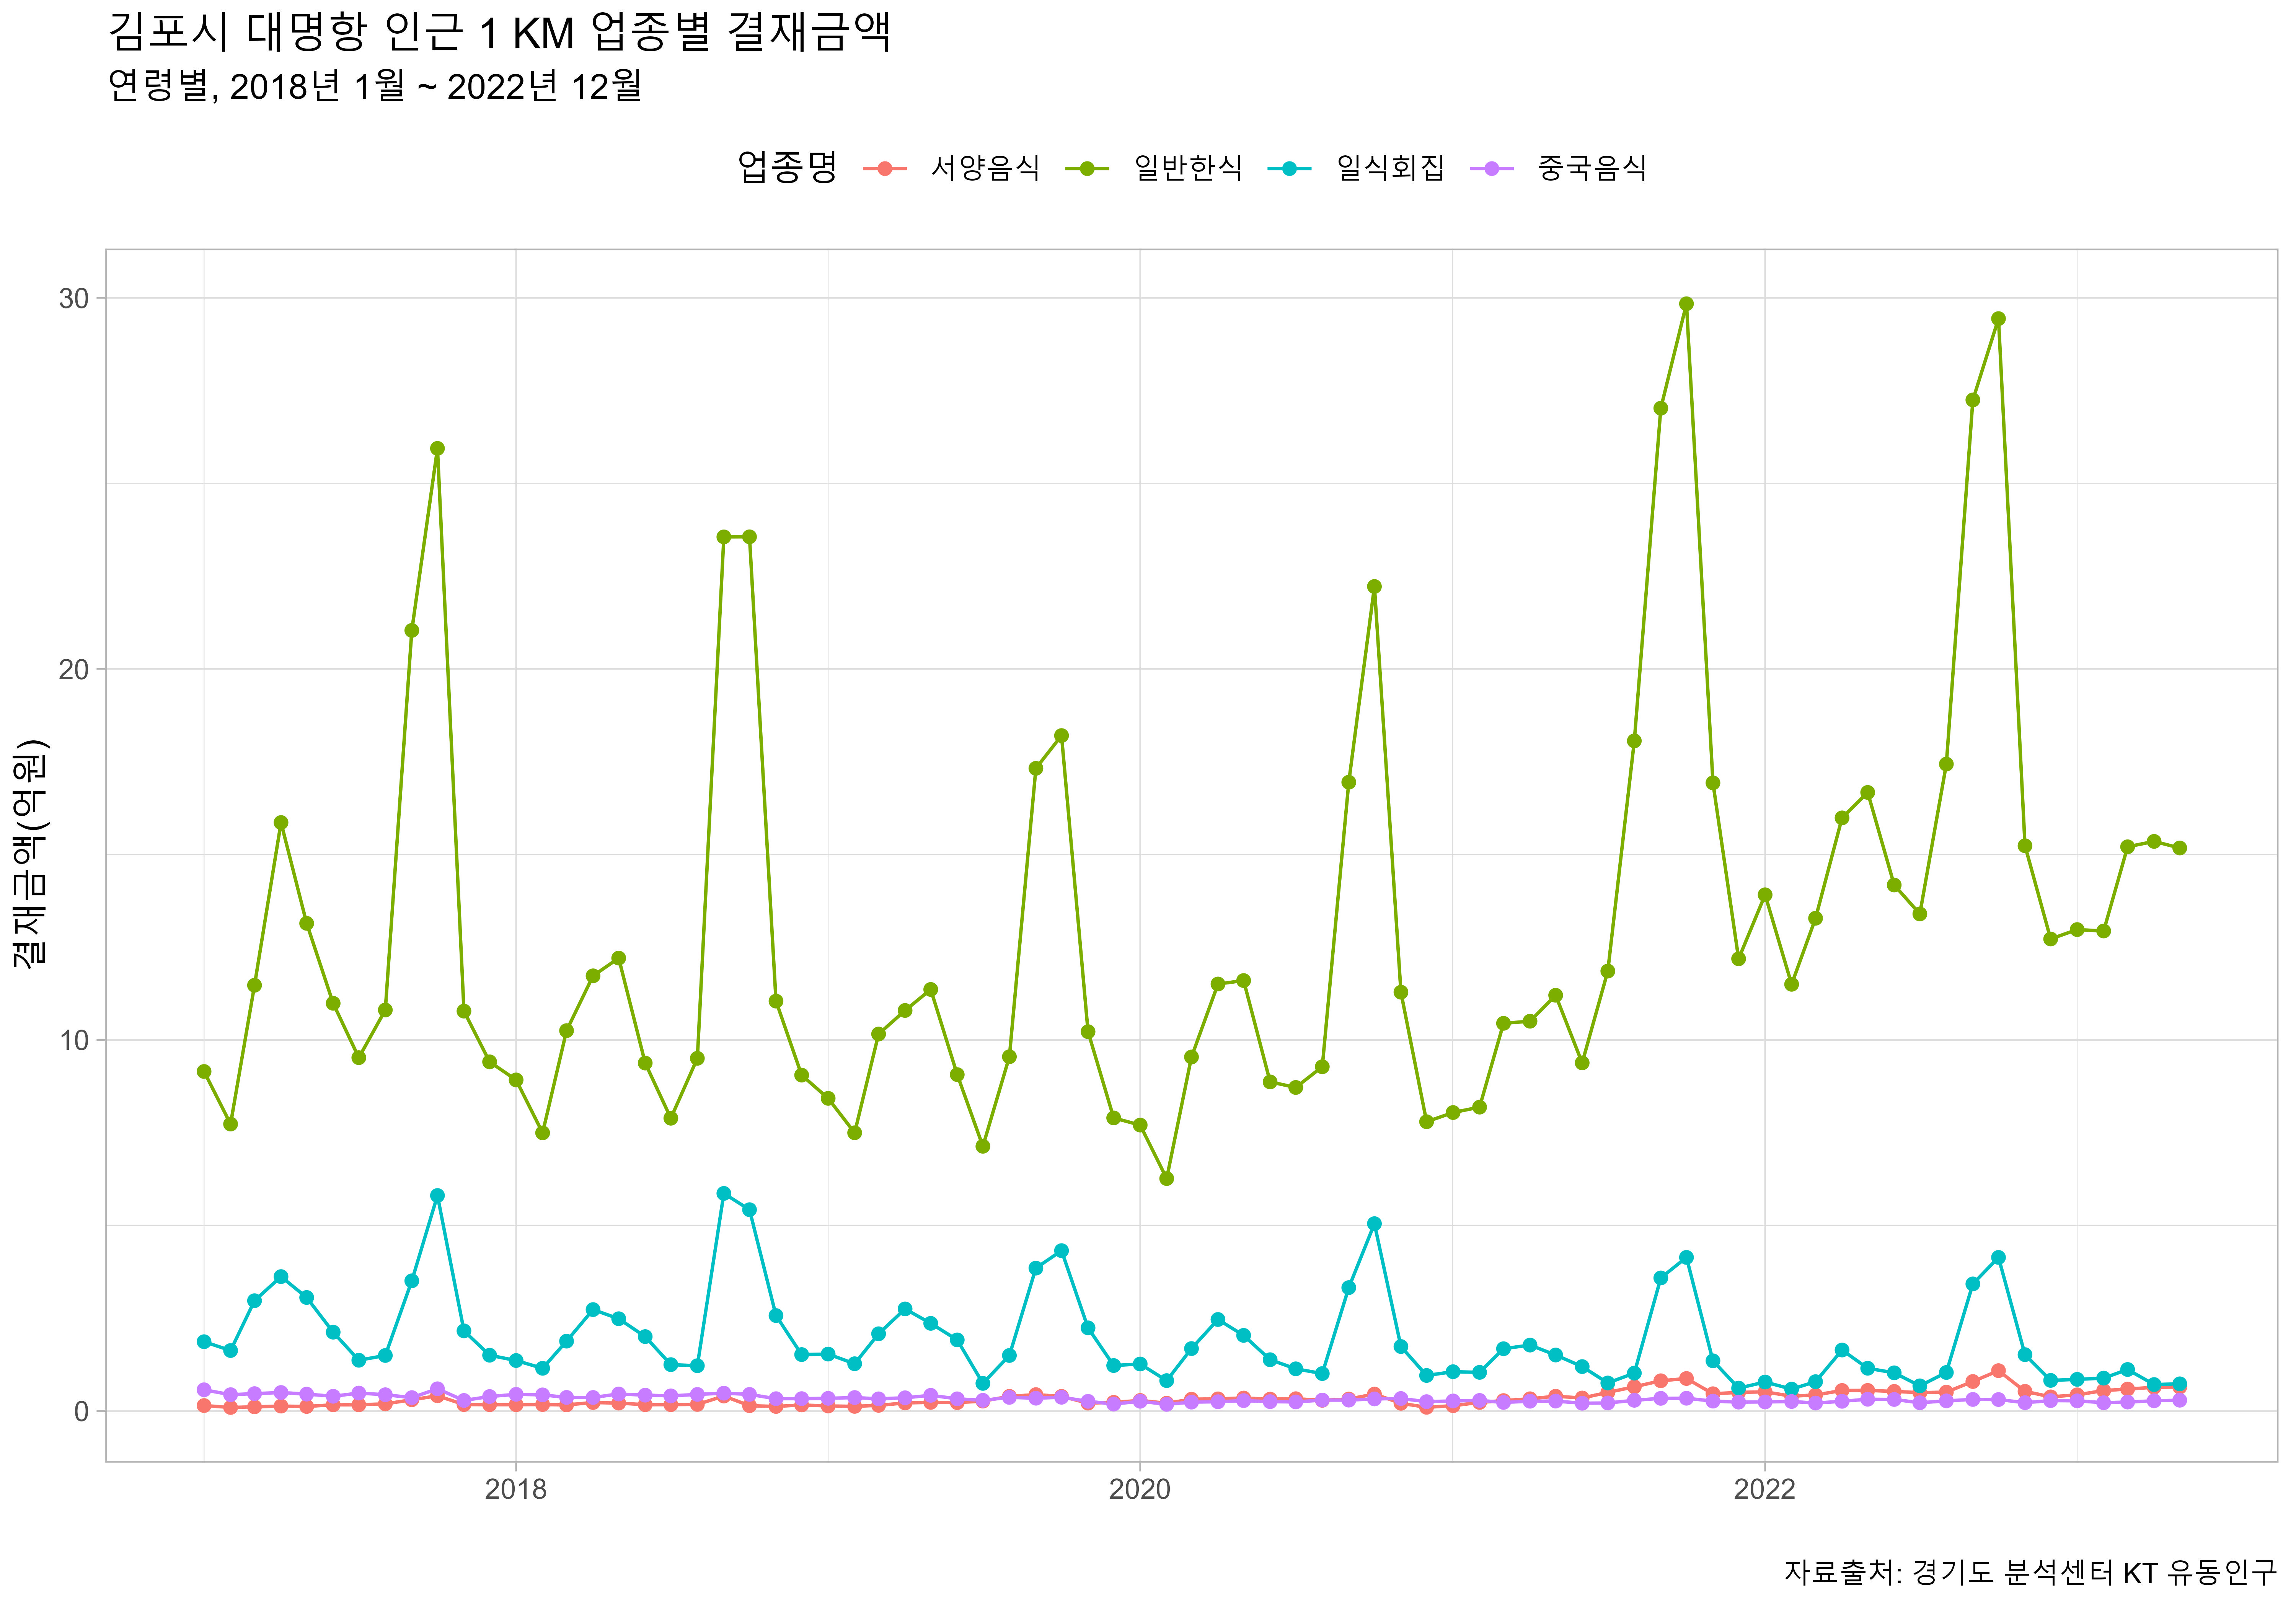 김포시 대명항 인근 1 KM 업종별 결재금액
연령별, 2018년 1월 ~ 2022년 12월
업종명 서양음식 일반한식 일식회집 중국음식
결재금액(억원)
30
20
10
0
2018 2020 2022
자료출처: 경기도 분석센터 KT 유동인구